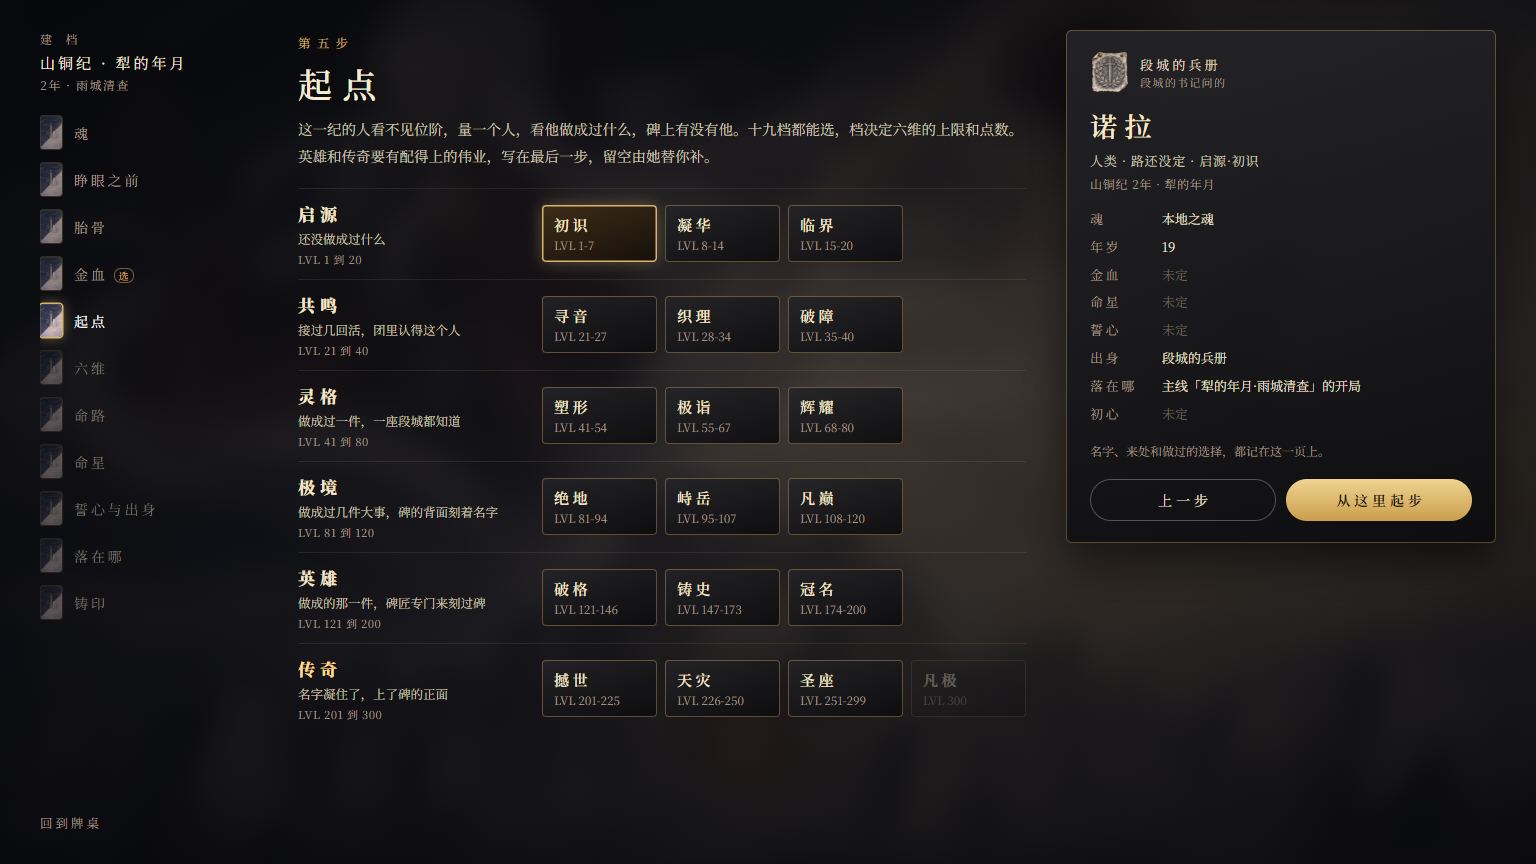 建 档
山铜纪 · 犁的年月
2年 · 雨城清查
魂
睁眼之前
胎骨
金血 选
起点
六维
命路
命星
誓心与出身
落在哪
铸印
回到牌桌
第五步
起点
这一纪的人看不见位阶，量一个人，看他做成过什么，碑上有没有他。十九档都能选，档决定六维的上限和点数。
英雄和传奇要有配得上的伟业，写在最后一步，留空由她替你补。
启源
还没做成过什么
LVL 1 到 20
初识
LVL 1-7
凝华
LVL 8-14
临界
LVL 15-20
共鸣
接过几回活，团里认得这个人
LVL 21 到 40
寻音
LVL 21-27
织理
LVL 28-34
破障
LVL 35-40
灵格
做成过一件，一座段城都知道
LVL 41 到 80
塑形
LVL 41-54
极诣
LVL 55-67
辉耀
LVL 68-80
极境
做成过几件大事，碑的背面刻着名字
LVL 81 到 120
绝地
LVL 81-94
峙岳
LVL 95-107
凡巅
LVL 108-120
英雄
做成的那一件，碑匠专门来刻过碑
LVL 121 到 200
破格
LVL 121-146
铸史
LVL 147-173
冠名
LVL 174-200
传奇
名字凝住了，上了碑的正面
LVL 201 到 300
撼世
LVL 201-225
天灾
LVL 226-250
圣座
LVL 251-299
凡极
LVL 300
段城的兵册
段城的书记问的
诺拉
人类 · 路还没定 · 启源·初识
山铜纪 2年 · 犁的年月
魂 本地之魂
年岁 19
金血 未定
命星 未定
誓心 未定
出身 段城的兵册
落在哪 主线「犁的年月·雨城清查」的开局
初心 未定
名字、来处和做过的选择，都记在这一页上。
上一步
从这里起步